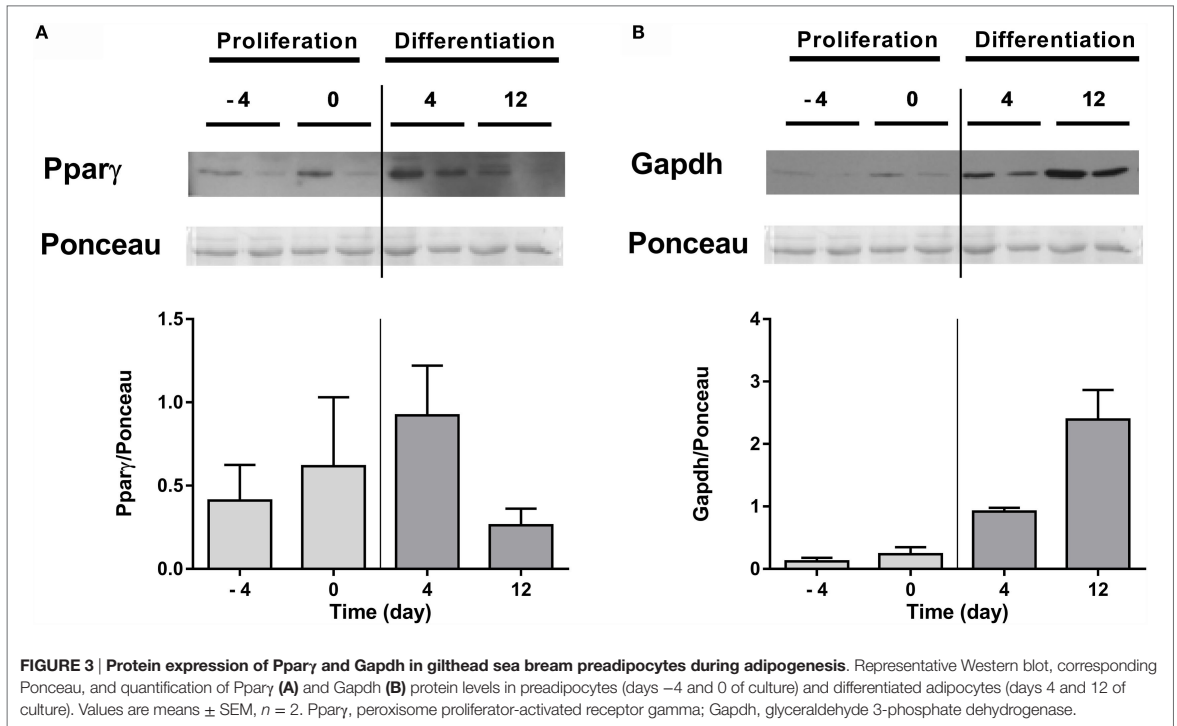 A
Proliferation Differentiation
- 4 0 4 12
Pparγ
Ponceau
1.5
1.0
0.5
0.0
Pparγ/Ponceau
- 4 0 4 12
Time (day)
B
Proliferation Differentiation
- 4 0 4 12
Gapdh
Ponceau
4
3
2
1
0
Gapdh/Ponceau
- 4 0 4 12
Time (day)
FIGURE 3 | Protein expression of Pparγ and Gapdh in gilthead sea bream preadipocytes during adipogenesis. Representative Western blot, corresponding
Ponceau, and quantification of Pparγ (A) and Gapdh (B) protein levels in preadipocytes (days −4 and 0 of culture) and differentiated adipocytes (days 4 and 12 of
culture). Values are means ± SEM, n = 2. Pparγ, peroxisome proliferator-activated receptor gamma; Gapdh, glyceraldehyde 3-phosphate dehydrogenase.